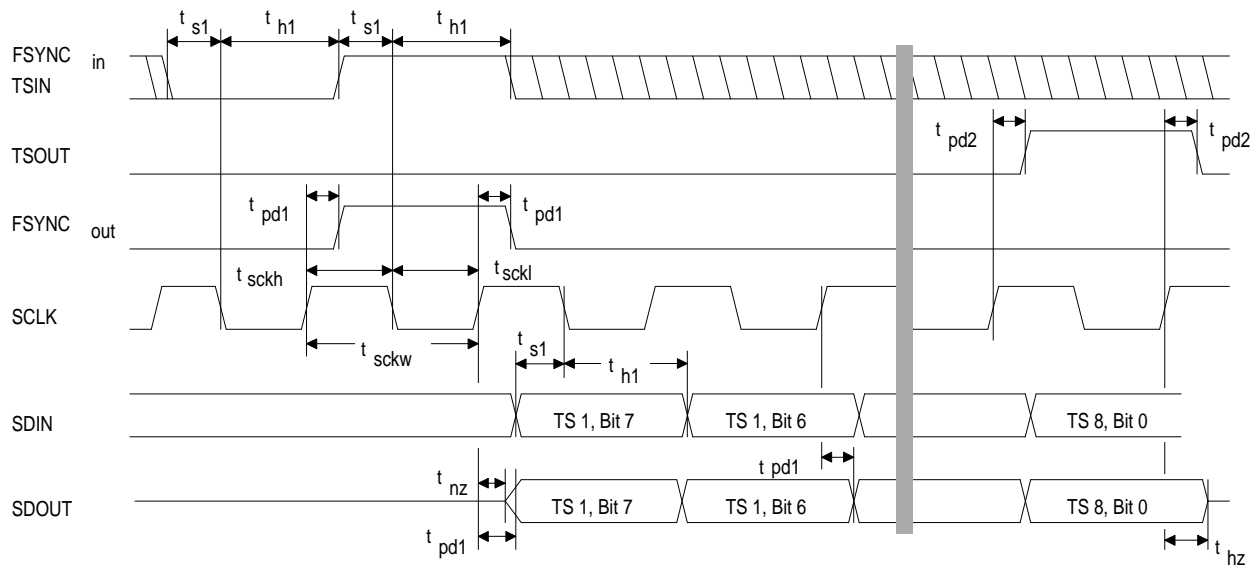 t s1 t h1 t s1 t h1
FSYNC in
TSIN
TSOUT t pd2 t pd2
t pd1 t pd1
FSYNC out
t sckh t sckl
SCLK
t sckw
t s1 t h1
SDIN TS 1, Bit 7 TS 1, Bit 6 TS 8, Bit 0
t nz t pd1
SDOUT TS 1, Bit 7 TS 1, Bit 6 TS 8, Bit 0
t pd1 t hz